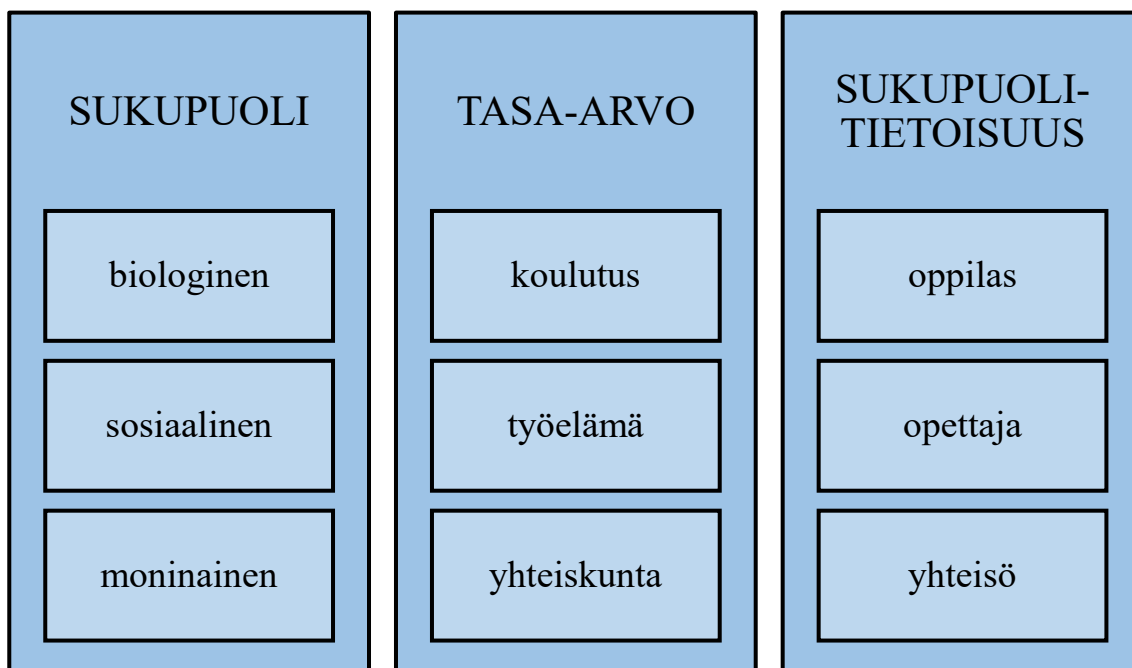 SUKUPUOLI
biologinen
sosiaalinen
moninainen
TASA-ARVO
koulutus
työelämä
yhteiskunta
SUKUPUOLI-
TIETOISUUS
oppilas
opettaja
yhteisö